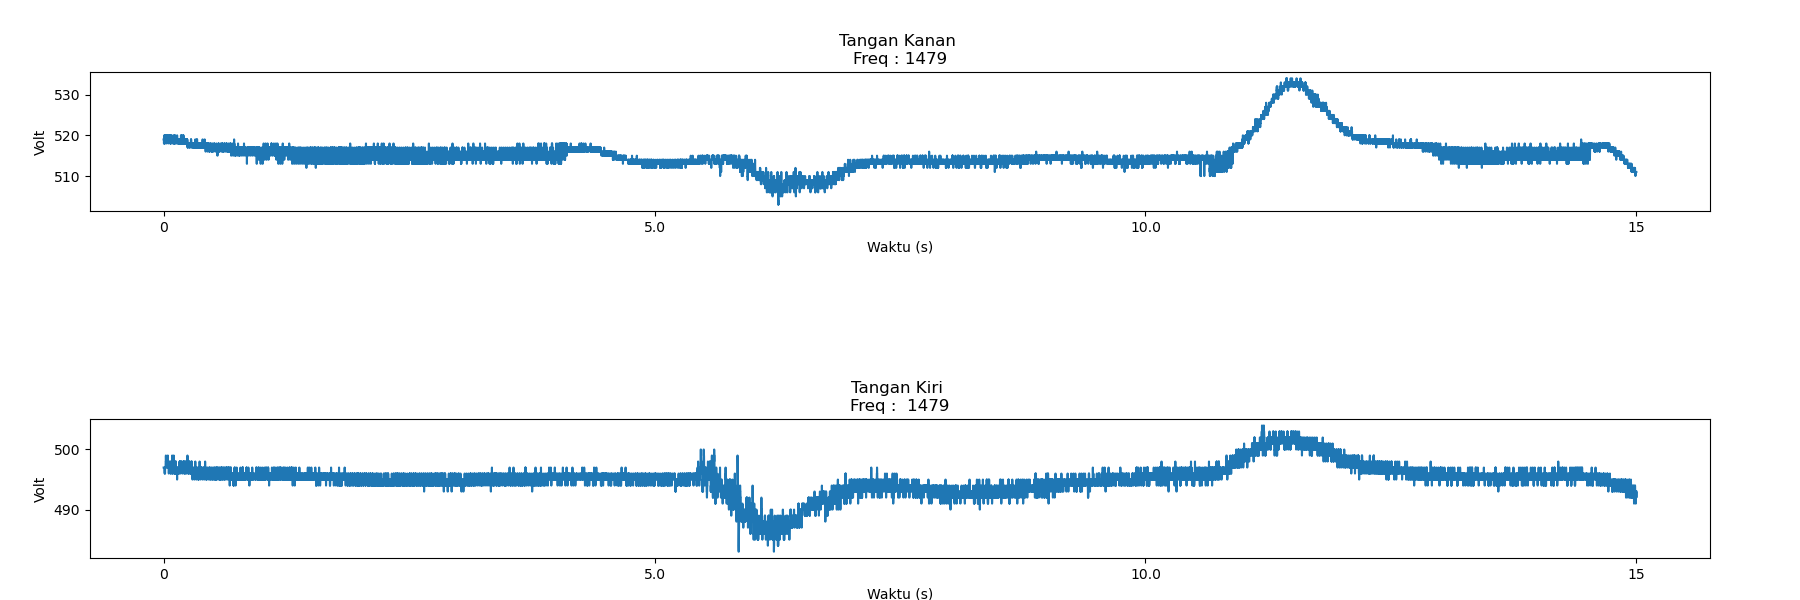 Tangan Kanan
Freq : 1479
Volt
530
520
510
0
5.0
10.0
15
Waktu (s)
Tangan Kiri
Freq :  1479
Volt
500
490
0
5.0
10.0
15
Waktu (s)